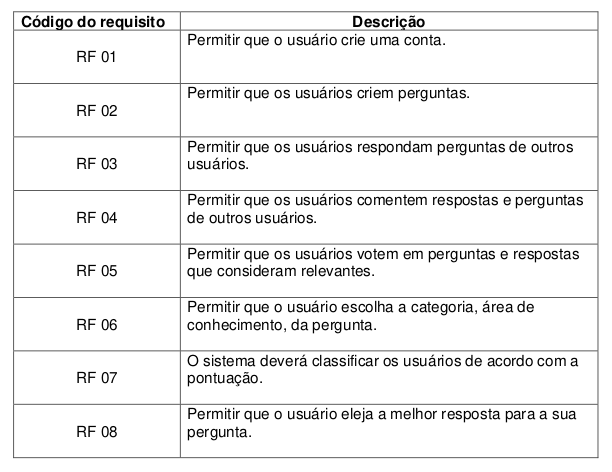 Código do requisito Descrição
RF 01 Permitir que o usuário crie uma conta.
RF 02 Permitir que os usuários criem perguntas.
RF 03 Permitir que os usuários respondam perguntas de outros
usuários.
RF 04 Permitir que os usuários comentem respostas e perguntas
de outros usuários.
RF 05 Permitir que os usuários votem em perguntas e respostas
que consideram relevantes.
RF 06 Permitir que o usuário escolha a categoria, área de
conhecimento, da pergunta.
RF 07 O sistema deverá classificar os usuários de acordo com a
pontuação.
RF 08 Permitir que o usuário eleja a melhor resposta para a sua
pergunta.